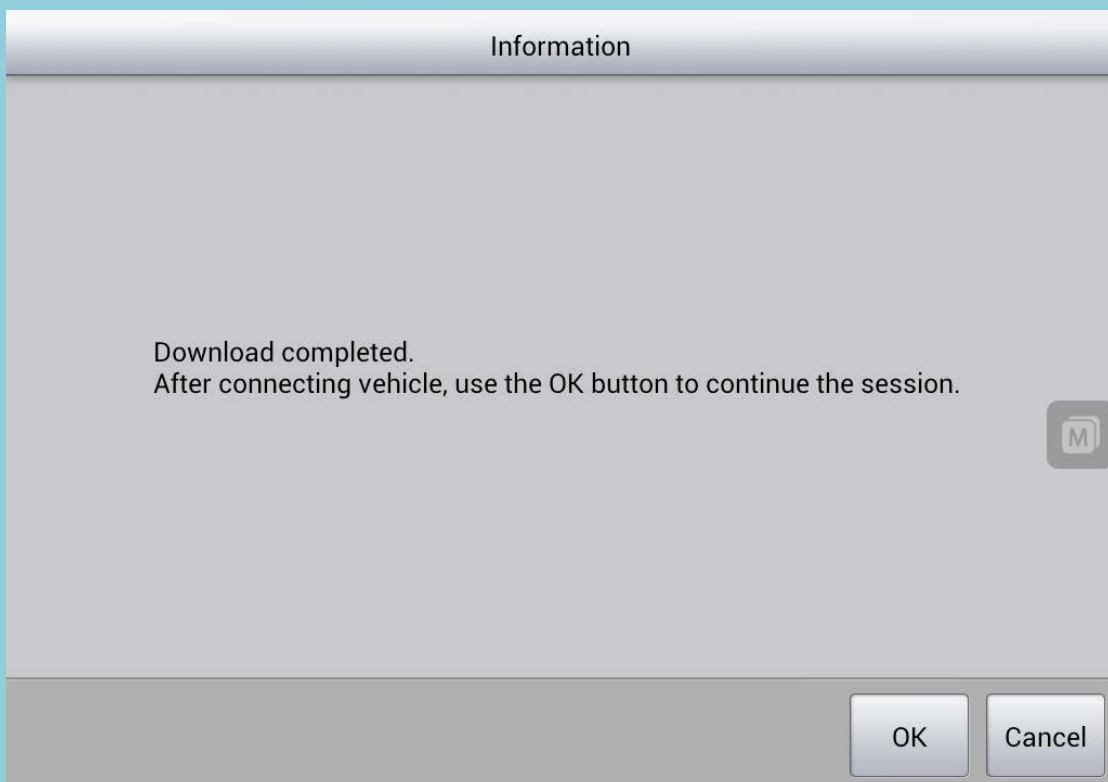 Information
Download completed.
After connecting vehicle, use the OK button to continue the session.
M
OK
Cancel